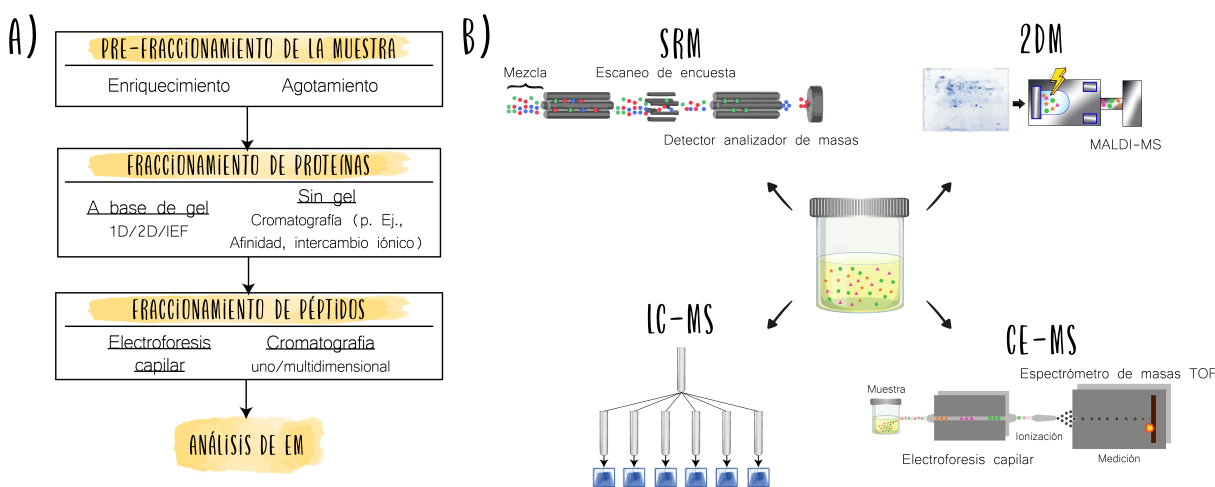 A)
PRE-FRACCIONAMIENTO DE LA MUESTRA
Enriquecimiento
Agotamiento
FRACCIONAMIENTO DE PROTEÍNAS
A base de gel
1D/2D/IEF
Sin gel
Cromatografía (p. Ej.,
Afinidad, intercambio iónico)
FRACCIONAMIENTO DE PÉPTIDOS
Electroforesis
capilar
Cromatografia
uno/multidimensional
ANÁLISIS DE EM
B)
SRM
Mezcla
Escaneo de encuesta
Detector analizador de masas
2DM
MALDI-MS
LC-MS
CE-MS
Espectrómetro de masas TOF
Muestra
Ionización
Electroforesis capilar
Medición